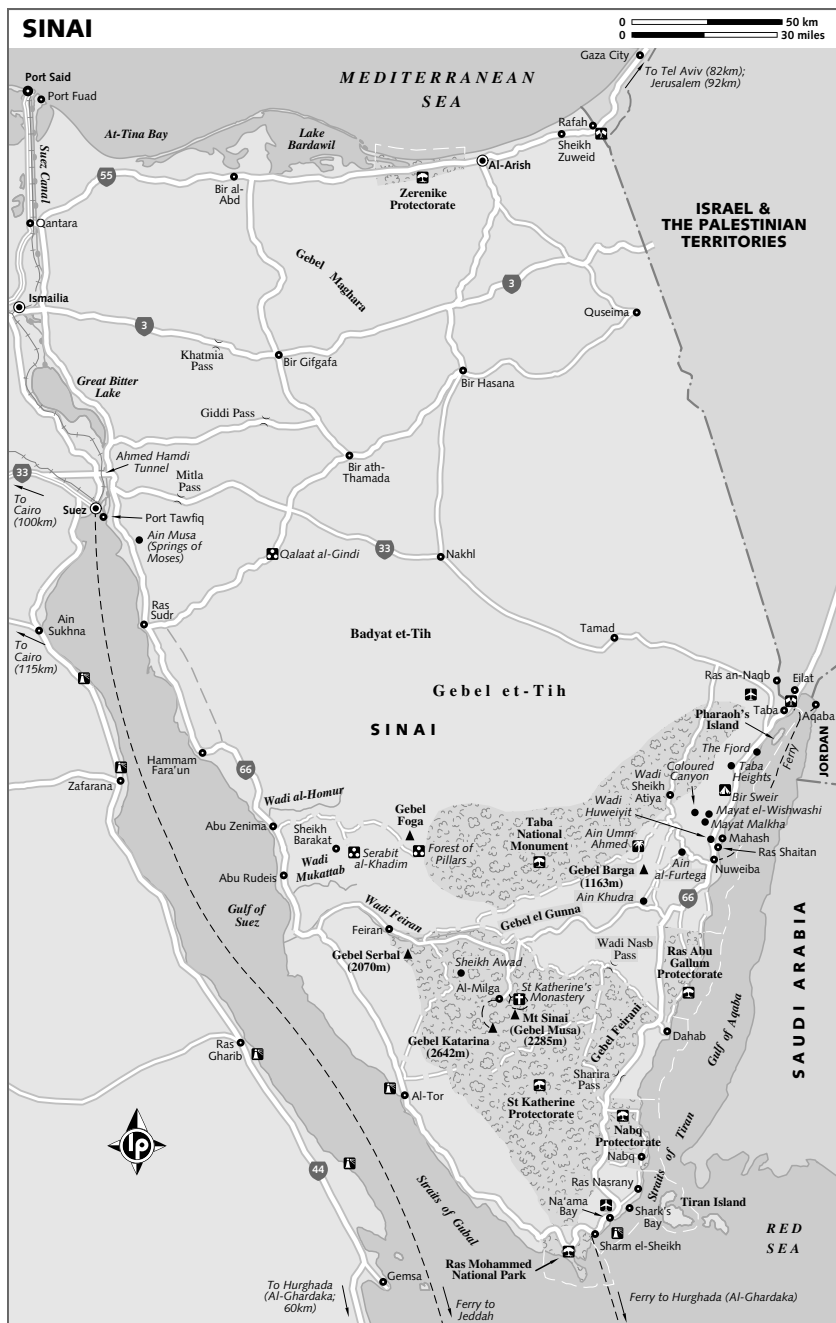 SINAI
0 50 km
0 30 miles
Gaza City
To Tel Aviv (82km);
Jerusalem (92km)
MEDITERRANEAN
SEA
Port Said
Port Fuad
At-Tina Bay
Lake
Bardawil
Rafah
Sheikh
Zuweid
Al-Arish
Suez Canal
55
Bir al-
Abd
Zerenike
Protectorate
ISRAEL &
THE PALESTINIAN
TERRITORIES
Qantara
Gebel Maghara
Ismailia
3
3
Quseima
Khatmia
Pass
Bir Gifgafa
Bir Hasana
Great Bitter
Lake
Giddi Pass
Ahmed Hamdi
Tunnel
Bir ath-
Thamada
33
Mitla
Pass
To
Cairo
(100km)
Suez
Port Tawfiq
Ain Musa
(Springs of
Moses)
Qalaat al-Gindi
33
Nakhl
Ras
Sudr
Ain
Sukhna
Badyat et-Tih
Tamad
To
Cairo
(115km)
Gebel et-Tih
Ras an-Naqb
Eilat
Taba
Aqaba
Pharaoh's
Island
SINAI
JORDAN
Ferry
The Fjord
Taba
Heights
Coloured
Canyon
Hammam
Fara'un
66
Zafarana
Wadi
Sheikh
Atiya
Bir Sweir
Wadi al-Homur
Wadi
Huweiyit
Mayat el-Wishwashi
Mayat Malkha
Abu Zenima
Gebel
Foga
Taba
National
Monument
Ain Umm
Ahmed
Mahash
Sheikh
Barakat
Serabit
al-Khadim
Forest of
Pillars
Ras Shaitan
Wadi
Mukattab
Ain
al-Furtega
Nuweiba
Gebel Barga
(1163m)
Abu Rudeis
66
Ain Khudra
Gulf of
Suez
Wadi Feiran
Gebel el Gunna
Feiran
Wadi Nasb
Pass
Ras Abu
Gallum
Protectorate
Gebel Serbal
(2070m)
Sheikh Awad
Al-Milga
St Katherine's
Monastery
SAUDI ARABIA
Gulf of Aqaba
Mt Sinai
(Gebel Musa)
(2285m)
Gebel Katarina
(2642m)
Gebel Feirani
Dahab
Ras
Gharib
Sharira
Pass
Al-Tor
St Katherine
Protectorate
lp
Nabq
Protectorate
Nabq
Straits of Tiran
44
Ras Nasrany
Na'ama
Bay
Shark's
Bay
Tiran Island
Straits of Gubal
RED
SEA
Sharm el-Sheikh
Ras Mohammed
National Park
Gemsa
To Hurghada
(Al-Ghardaka;
60km)
Ferry to
Jeddah
Ferry to Hurghada (Al-Ghardaka)